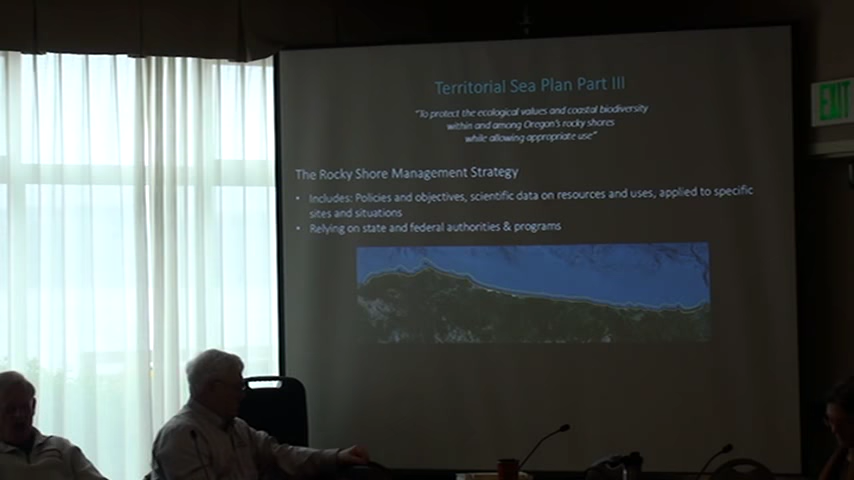 Territorial Sea Plan Part III
"To protect the ecological values and coastal biodiversity
within and among Oregon's rocky shores
while allowing appropriate use"
The Rocky Shore Management Strategy
• Includes: Policies and objectives, scientific data on resources and uses, applied to specific
sites and situations
• Relying on state and federal authorities & programs
EXIT